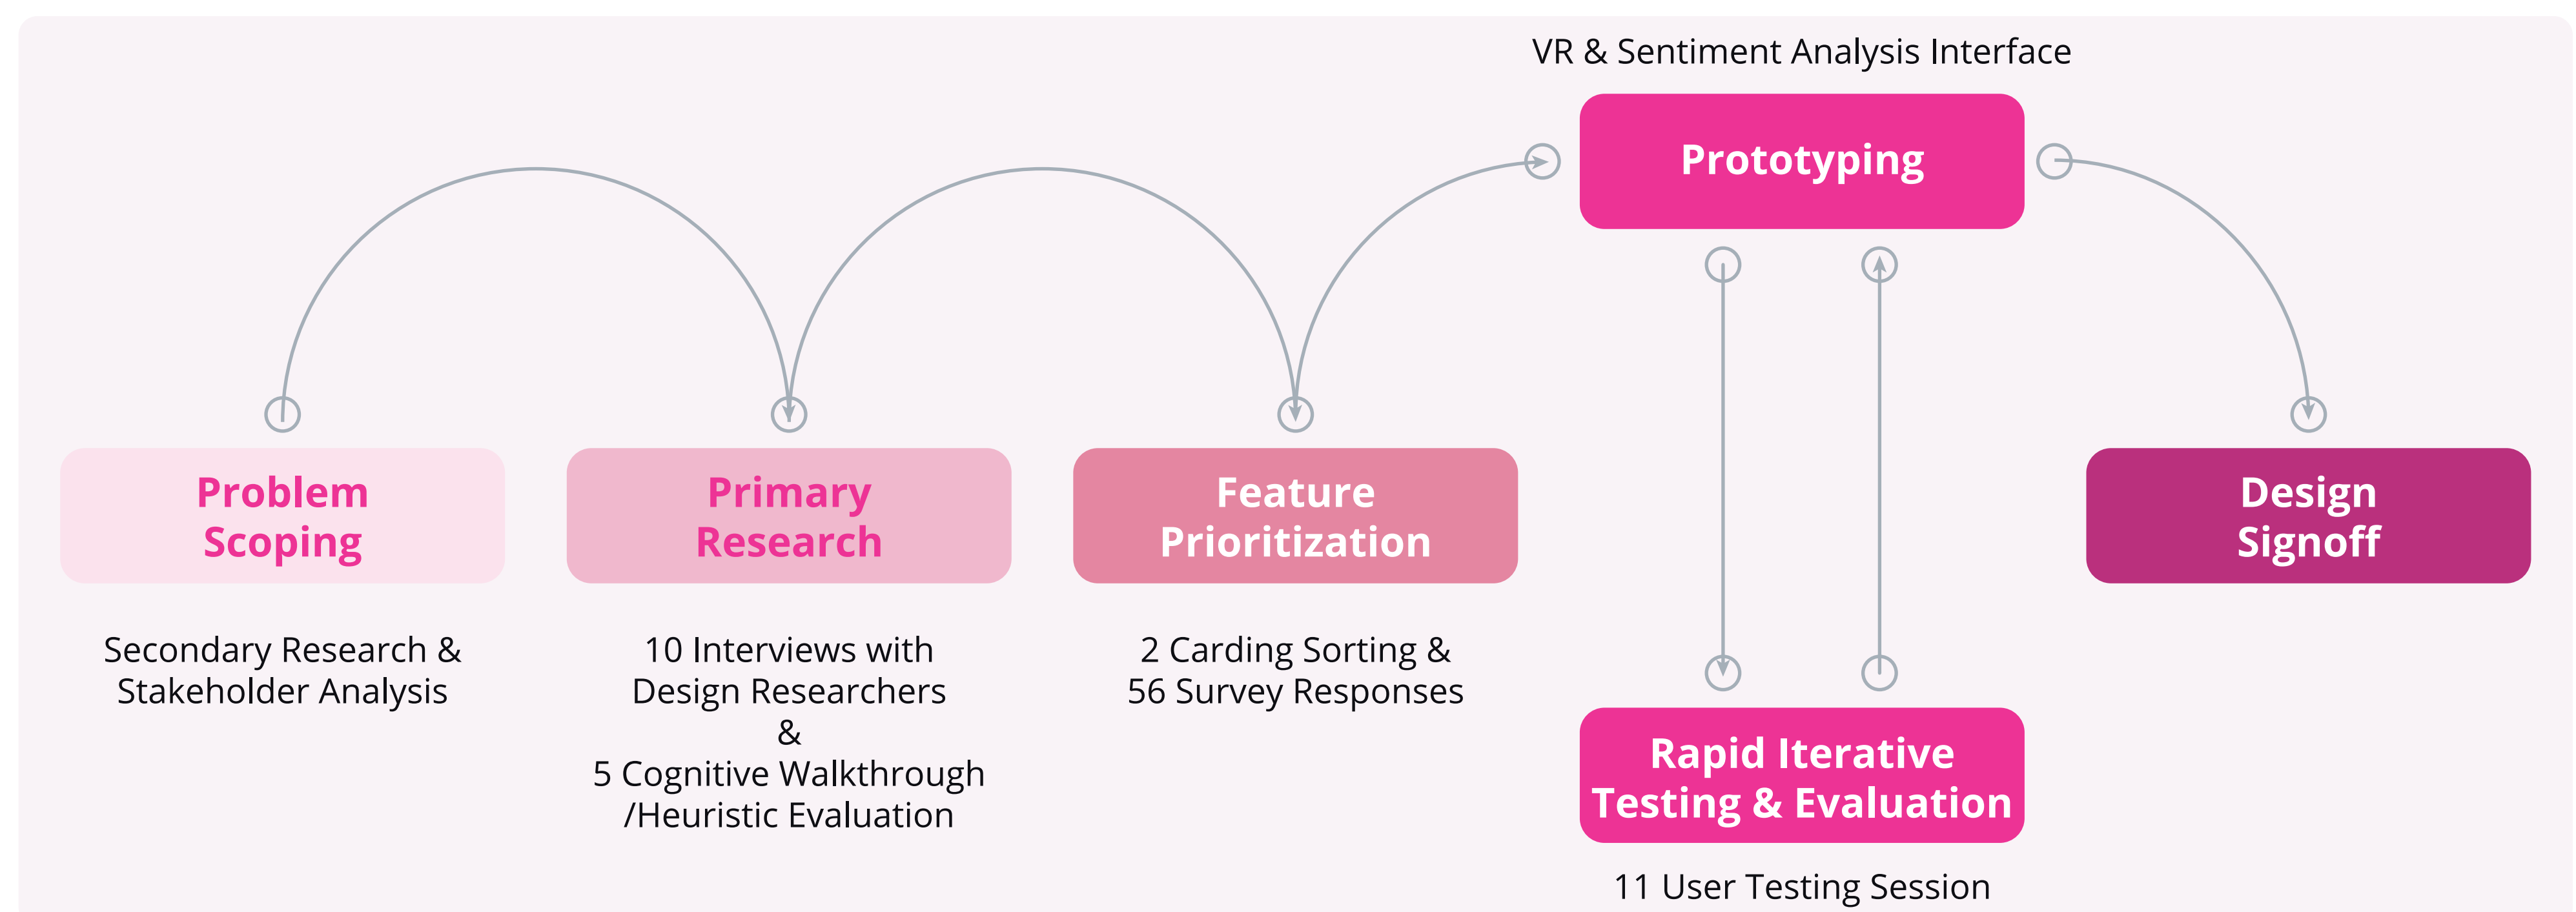 VR & Sentiment Analysis Interface
Prototyping
Problem
Scoping
Secondary Research &
Stakeholder Analysis
Primary
Research
10 Interviews with
Design Researchers
&
5 Cognitive Walkthrough
/Heuristic Evaluation
Feature
Prioritization
2 Carding Sorting &
56 Survey Responses
Rapid Iterative
Testing & Evaluation
11 User Testing Session
Design
Signoff